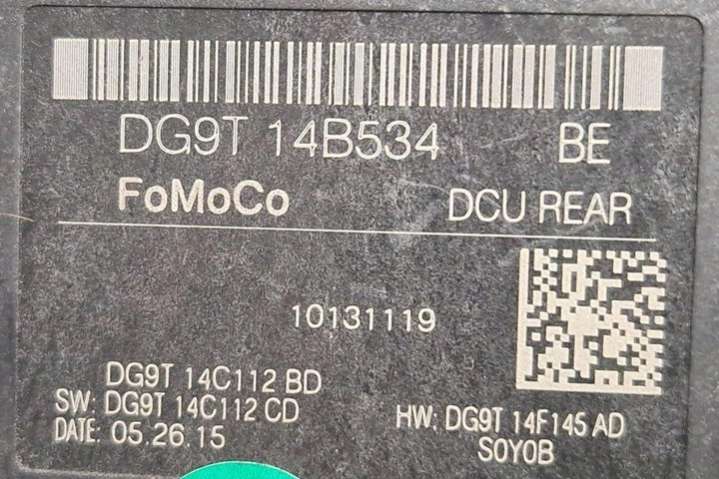 DG9T 14B534 BE
FoMoCo DCU REAR
10131119
DG9T 14C112 BD
SW: DG9T 14C112 CD
HW: DG9T 14F145 AD
DATE: 05.26.15
S0Y0B